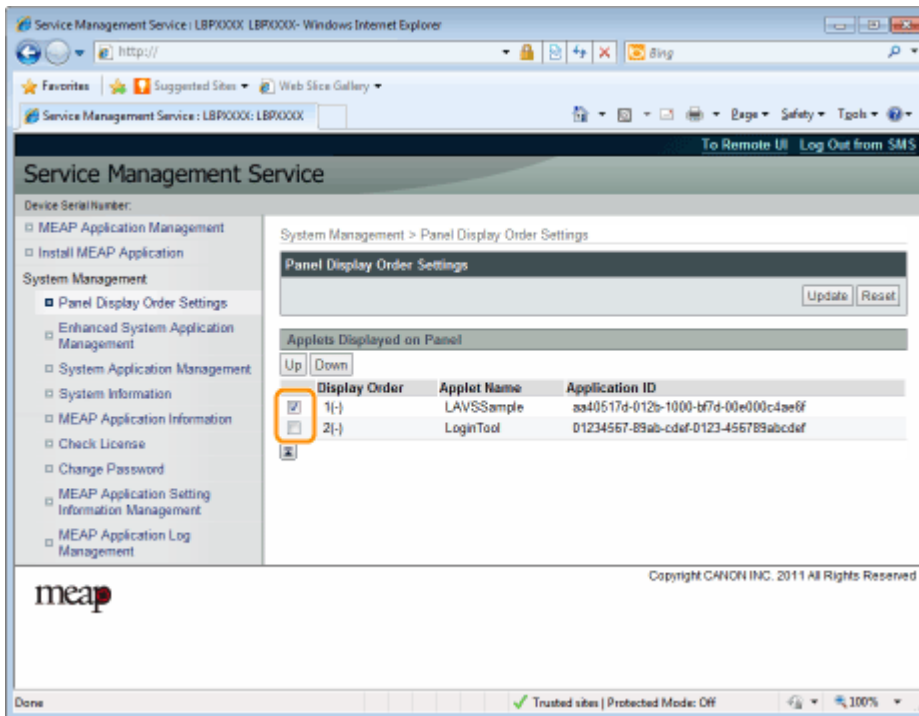 Service Management Service : LBPXXXX LBPXXXX- Windows Internet Explorer
http://
Bing
Favorites Suggested Sites Web Slice Gallery
Service Management Service : LBPXXXX: LBPXXXX
Page Safety Tools
To Remote UI Log Out from SMS
Service Management Service
Device Serial Number:
MEAP Application Management
Install MEAP Application
System Management
Panel Display Order Settings
Enhanced System Application
Management
System Application Management
System Information
MEAP Application Information
Check License
Change Password
MEAP Application Setting
Information Management
MEAP Application Log
Management
System Management > Panel Display Order Settings
Panel Display Order Settings
Update Reset
Applets Displayed on Panel
Up Down
Display Order Applet Name Application ID
1(-) LAVSSample aa40517d-012b-1000-bf7d-00e000c4ae6f
2(-) LoginTool 01234567-89ab-cdef-0123-456789abcdef
meap
Copyright CANON INC. 2011 All Rights Reserved
Done
Trusted sites | Protected Mode: Off
100%